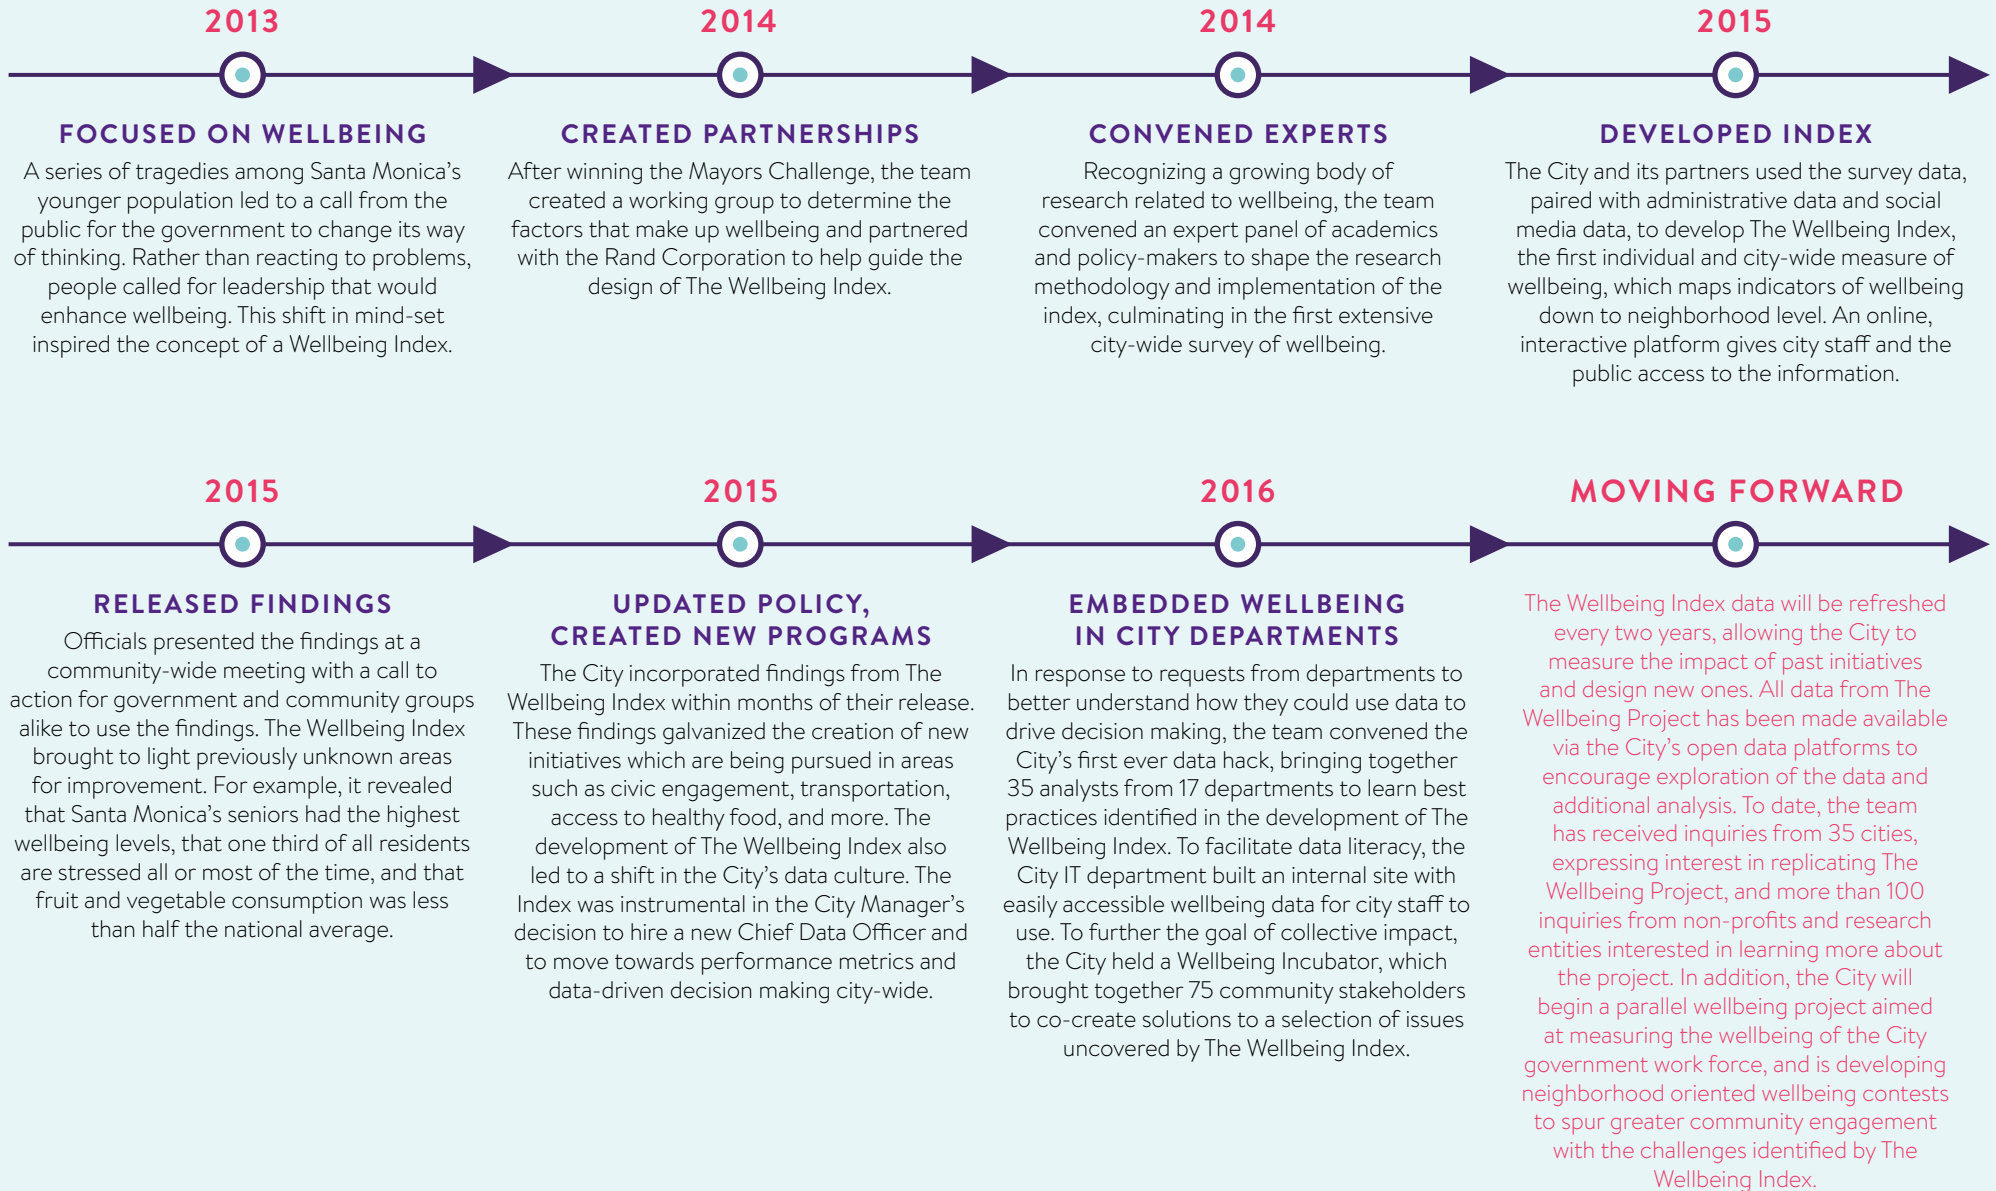 2013
FOCUSED ON WELLBEING
A series of tragedies among Santa Monica's
younger population led to a call from the
public for the government to change its way
of thinking. Rather than reacting to problems,
people called for leadership that would
enhance wellbeing. This shift in mind-set
inspired the concept of a Wellbeing Index.
2014
CREATED PARTNERSHIPS
After winning the Mayors Challenge, the team
created a working group to determine the
factors that make up wellbeing and partnered
with the Rand Corporation to help guide the
design of The Wellbeing Index.
2014
CONVENED EXPERTS
Recognizing a growing body of
research related to wellbeing, the team
convened an expert panel of academics
and policy-makers to shape the research
methodology and implementation of the
index, culminating in the first extensive
city-wide survey of wellbeing.
2015
DEVELOPED INDEX
The City and its partners used the survey data,
paired with administrative data and social
media data, to develop The Wellbeing Index,
the first individual and city-wide measure of
wellbeing, which maps indicators of wellbeing
down to neighborhood level. An online,
interactive platform gives city staff and the
public access to the information.
2015
RELEASED FINDINGS
Officials presented the findings at a
community-wide meeting with a call to
action for government and community groups
alike to use the findings. The Wellbeing Index
brought to light previously unknown areas
for improvement. For example, it revealed
that Santa Monica's seniors had the highest
wellbeing levels, that one third of all residents
are stressed all or most of the time, and that
fruit and vegetable consumption was less
than half the national average.
2015
UPDATED POLICY,
CREATED NEW PROGRAMS
The City incorporated findings from The
Wellbeing Index within months of their release.
These findings galvanized the creation of new
initiatives which are being pursued in areas
such as civic engagement, transportation,
access to healthy food, and more. The
development of The Wellbeing Index also
led to a shift in the City's data culture. The
Index was instrumental in the City Manager's
decision to hire a new Chief Data Officer and
to move towards performance metrics and
data-driven decision making city-wide.
2016
EMBEDDED WELLBEING
IN CITY DEPARTMENTS
In response to requests from departments to
better understand how they could use data to
drive decision making, the team convened the
City's first ever data hack, bringing together
35 analysts from 17 departments to learn best
practices identified in the development of The
Wellbeing Index. To facilitate data literacy, the
City IT department built an internal site with
easily accessible wellbeing data for city staff to
use. To further the goal of collective impact,
the City held a Wellbeing Incubator, which
brought together 75 community stakeholders
to co-create solutions to a selection of issues
uncovered by The Wellbeing Index.
MOVING FORWARD
The Wellbeing Index data will be refreshed
every two years, allowing the City to
measure the impact of past initiatives
and design new ones. All data from The
Wellbeing Project has been made available
via the City's open data platforms to
encourage exploration of the data and
additional analysis. To date, the team
has received inquiries from 35 cities,
expressing interest in replicating The
Wellbeing Project, and more than 100
inquiries from non-profits and research
entities interested in learning more about
the project. In addition, the City will
begin a parallel wellbeing project aimed
at measuring the wellbeing of the City
government work force, and is developing
neighborhood oriented wellbeing contests
to spur greater community engagement
with the challenges identified by The
Wellbeing Index.